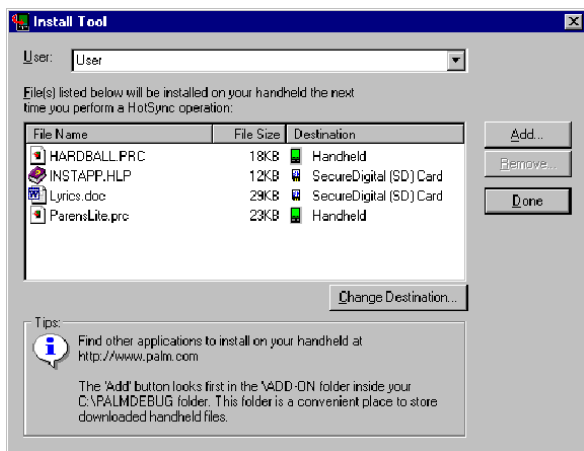 Install Tool
User: User
File(s) listed below will be installed on your handheld the next
time you perform a HotSync operation:
File Name File Size Destination
HARDBALL.PRC 18KB Handheld
INSTAPP.HLP 12KB SecureDigital (SD) Card
Lyrics.doc 29KB SecureDigital (SD) Card
ParensLite.prc 23KB Handheld
Add...
Remove...
Done
Change Destination...
Tips:
Find other applications to install on your handheld at
http://www.palm.com
The 'Add' button looks first in the \ADD-ON folder inside your
C:\PALMDEBUG folder. This folder is a convenient place to store
downloaded handheld files.